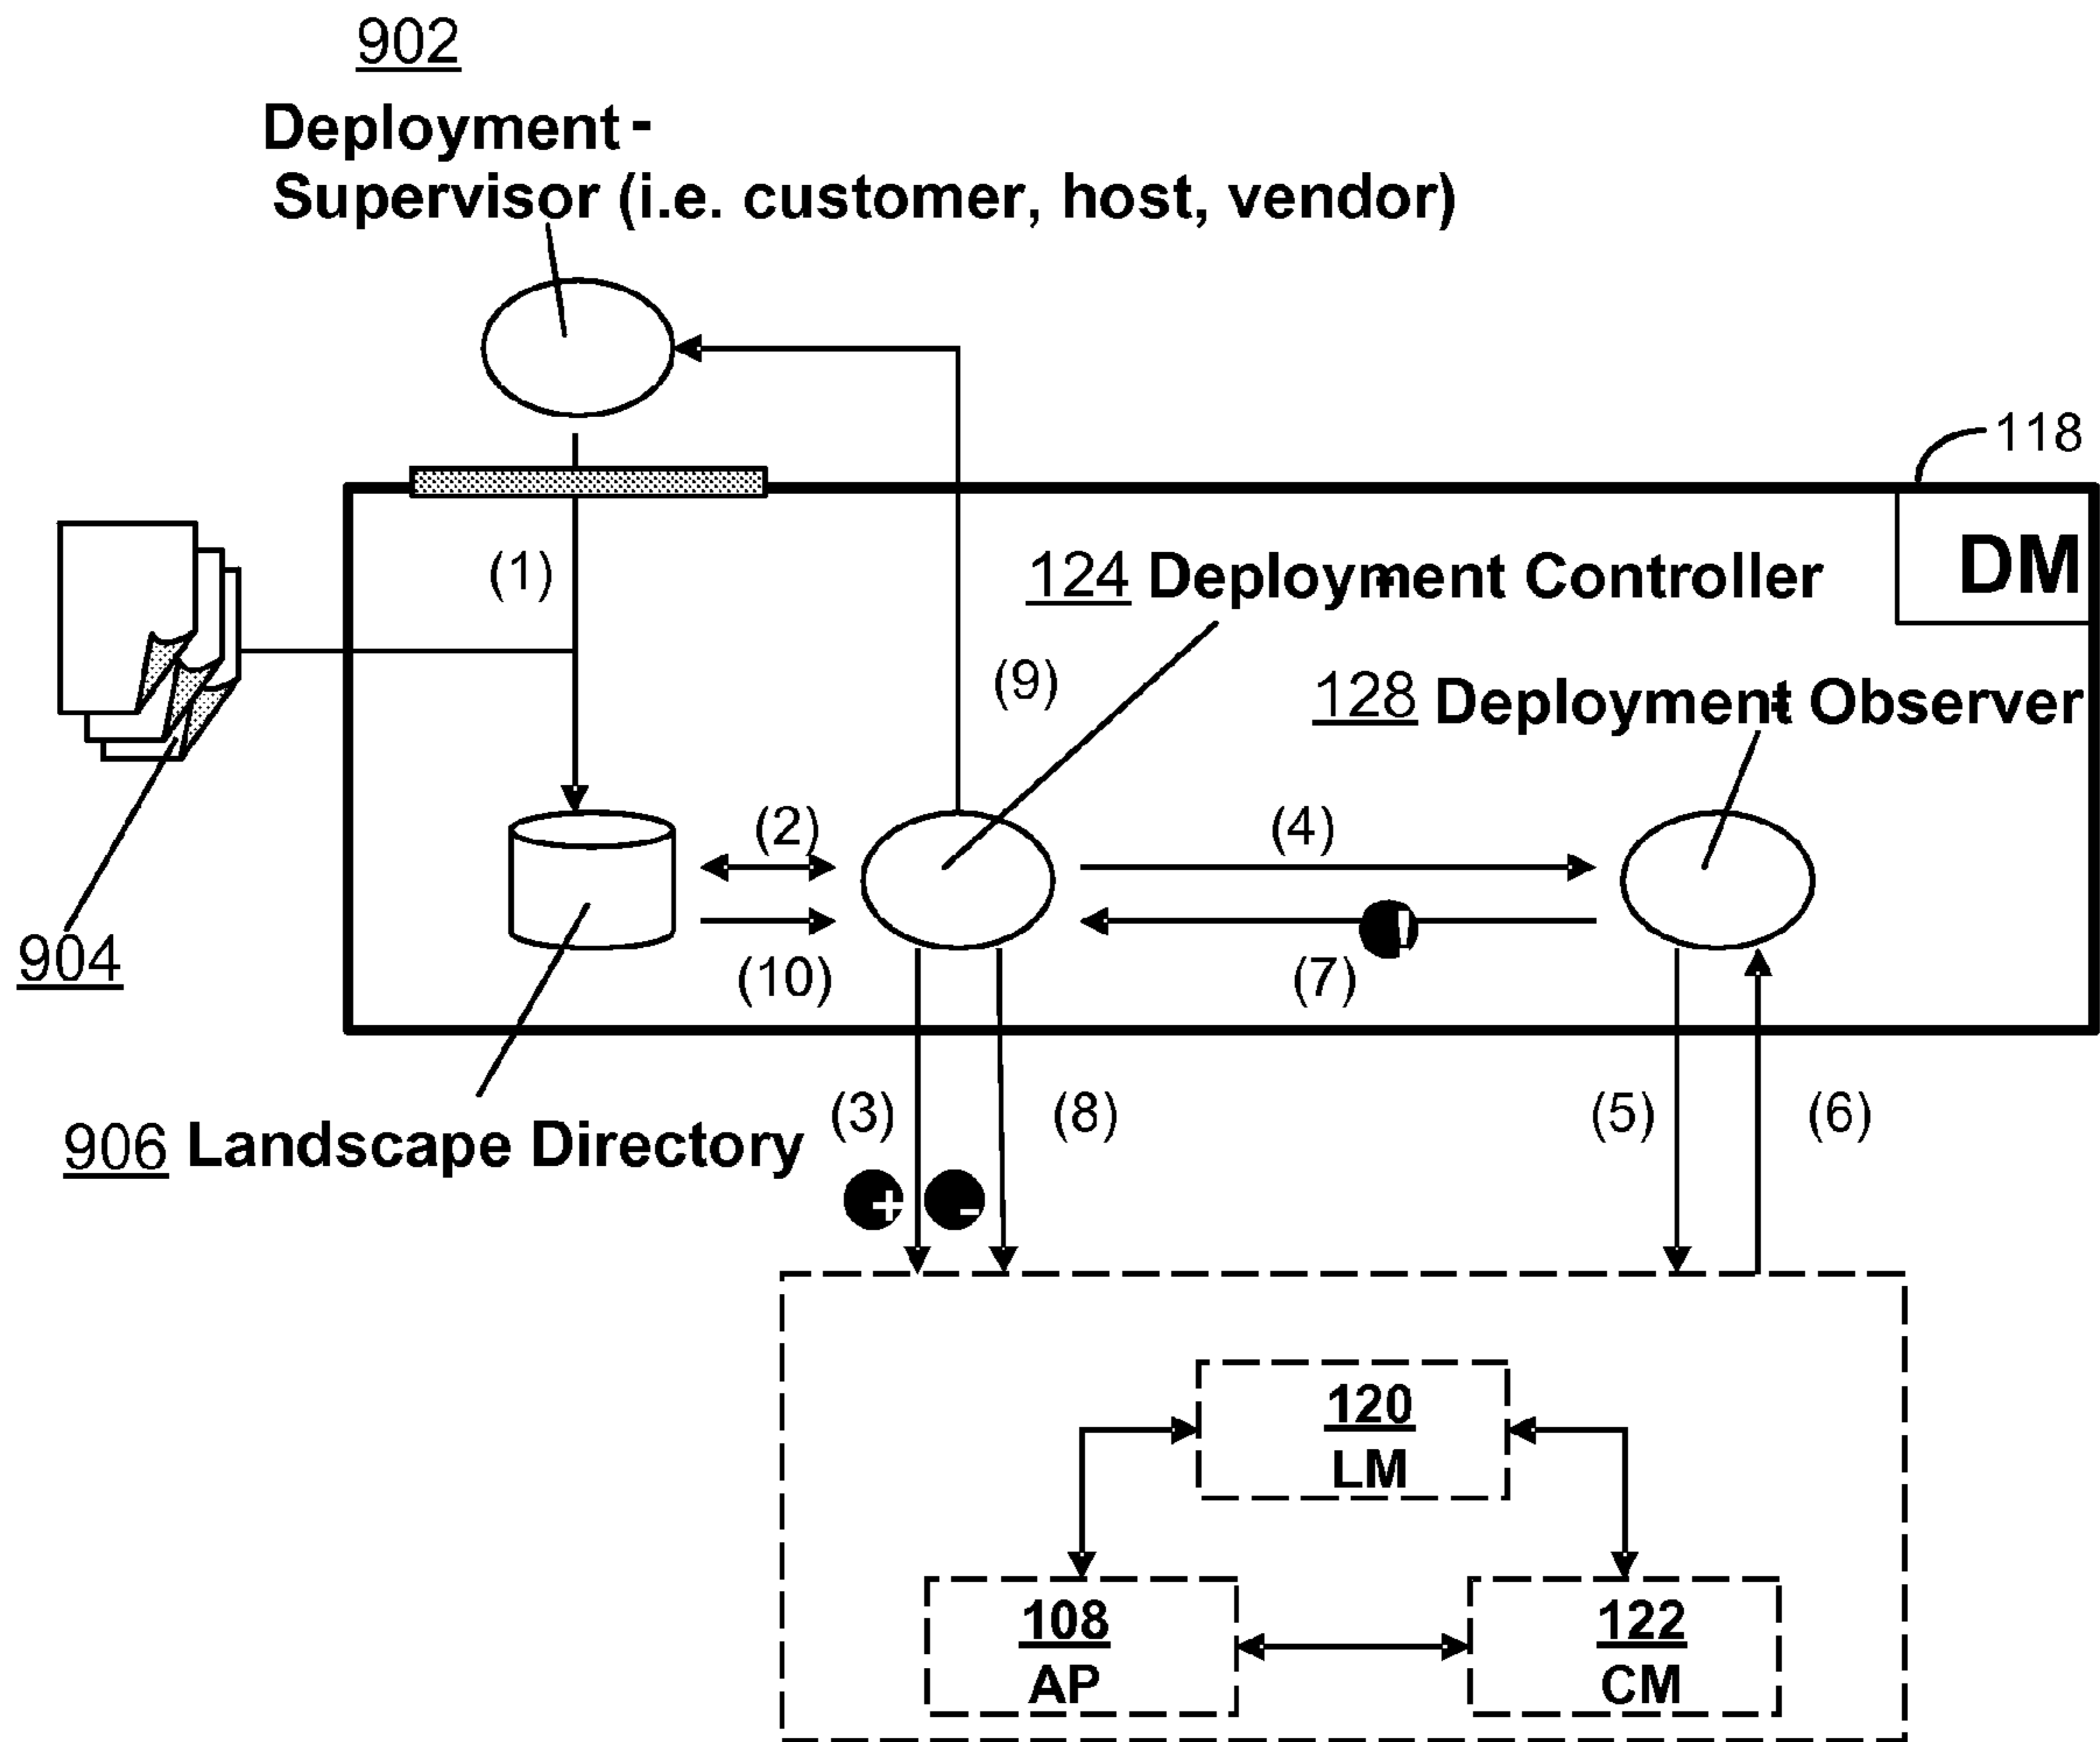 902
Deployment-
Supervisor (i.e. customer, host, vendor)
118
DM
(1)
124 Deployment Controller
(9)
128 Deployment Observer
(2)
(4)
904
(10)
(7)
!
(3)
(8)
(5)
(6)
906 Landscape Directory
+
-
120
LM
108
AP
122
CM